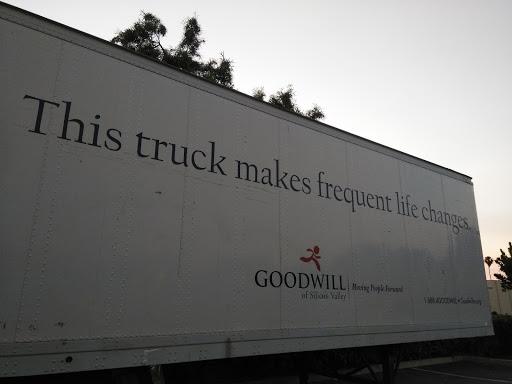 This truck makes frequent life changes.
GOODWILL
of Silicon Valley
Moving People Forward